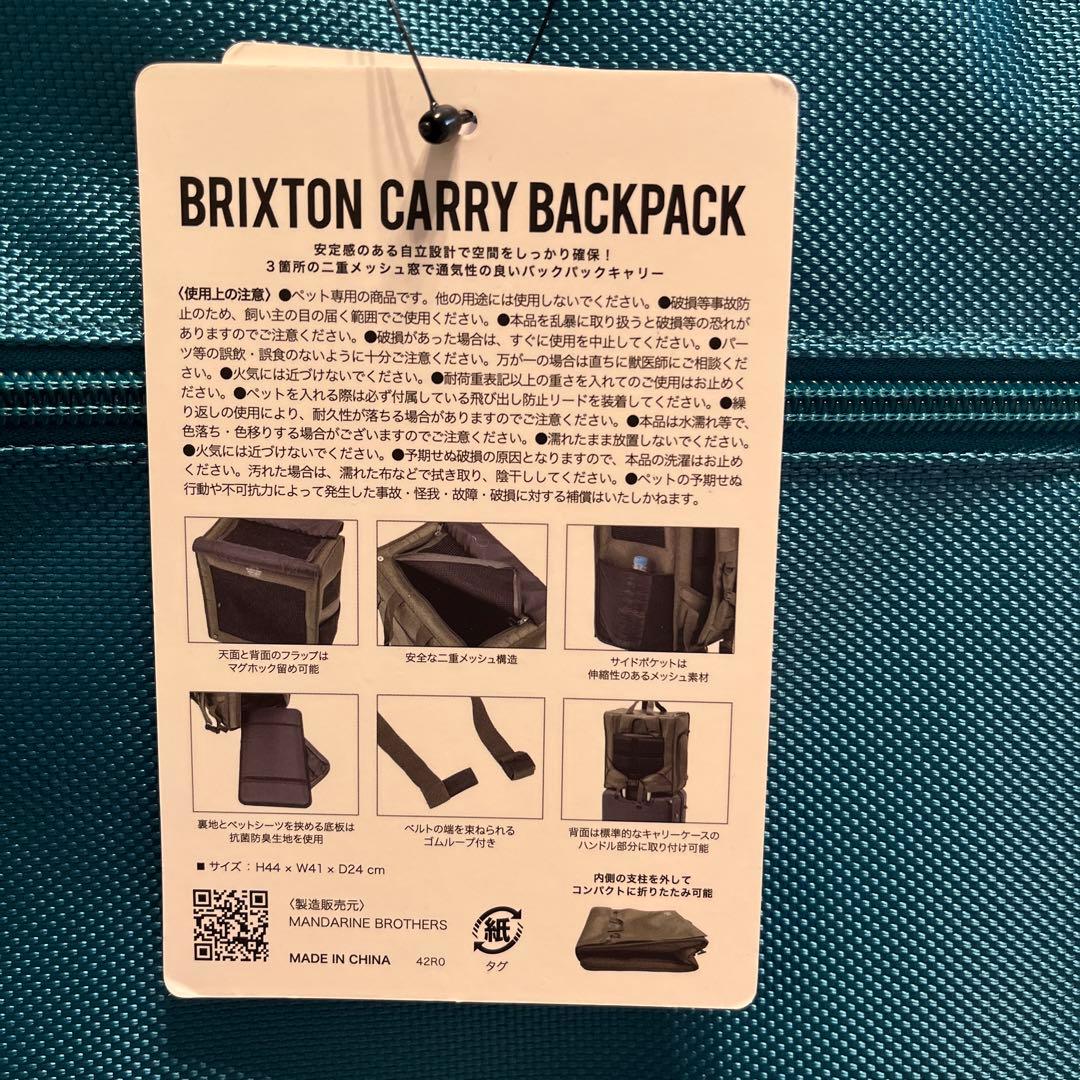 BRIXTON CARRY BACKPACK
安定感のある自立設計で空間をしっかり確保！
3箇所の二重メッシュ窓で通気性の良いバックパックキャリー
〈使用上の注意〉●ペット専用の商品です。他の用途には使用しないでください。●破損等事故防
止のため、飼い主の目の届く範囲でご使用ください。●本品を乱暴に取り扱うと破損等の恐れが
ありますのでご注意ください。●破損があった場合は、すぐに使用を中止してください。●パー
ツ等の誤飲・誤食のないように十分ご注意ください。万が一の場合は直ちに獣医師にご相談くだ
さい。●火気には近づけないでください。●耐荷重表記以上の重さを入れてのご使用はお止めく
ださい。●ペットを入れる際は必ず付属している飛び出し防止リードを装着してください。●繰
り返しの使用により、耐久性が落ちる場合がありますのでご注意ください。●本品は水濡れ等で、
色落ち・色移りする場合がございますのでご注意ください。●濡れたまま放置しないでください。
●火気には近づけないでください。●予期せぬ破損の原因となりますので、本品の洗濯はお止め
ください。汚れた場合は、濡れた布などで拭き取り、陰干ししてください。●ペットの予期せぬ
行動や不可抗力によって発生した事故・怪我・故障・破損に対する補償はいたしかねます。
天面と背面のフラップは
マグホック留め可能
安全な二重メッシュ構造
サイドポケットは
伸縮性のあるメッシュ素材
裏地とペットシーツを挟める底板は
抗菌防臭生地を使用
ベルトの端を束ねられる
ゴムループ付き
背面は標準的なキャリーケースの
ハンドル部分に取り付け可能
■ サイズ：H44 × W41 × D24 cm
〈製造販売元〉
MANDARINE BROTHERS
MADE IN CHINA 42R0
紙
タグ
内側の支柱を外して
コンパクトに折りたたみ可能